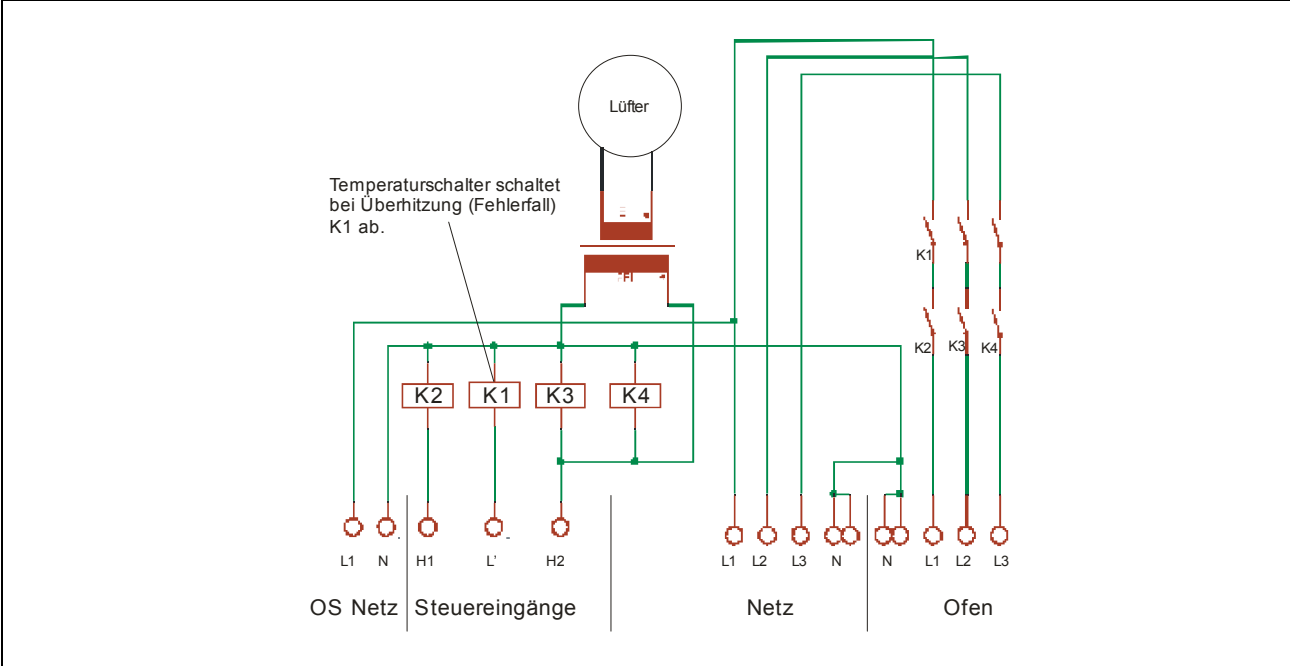 Lüfter
Temperaturschalter schaltet
bei Überhitzung (Fehlerfall)
K1 ab.
K1
K2 K3 K4
K2 K1 K3 K4
L1 N H1 L' H2 L1 L2 L3 N N L1 L2 L3
OS Netz Steuereingänge Netz Ofen